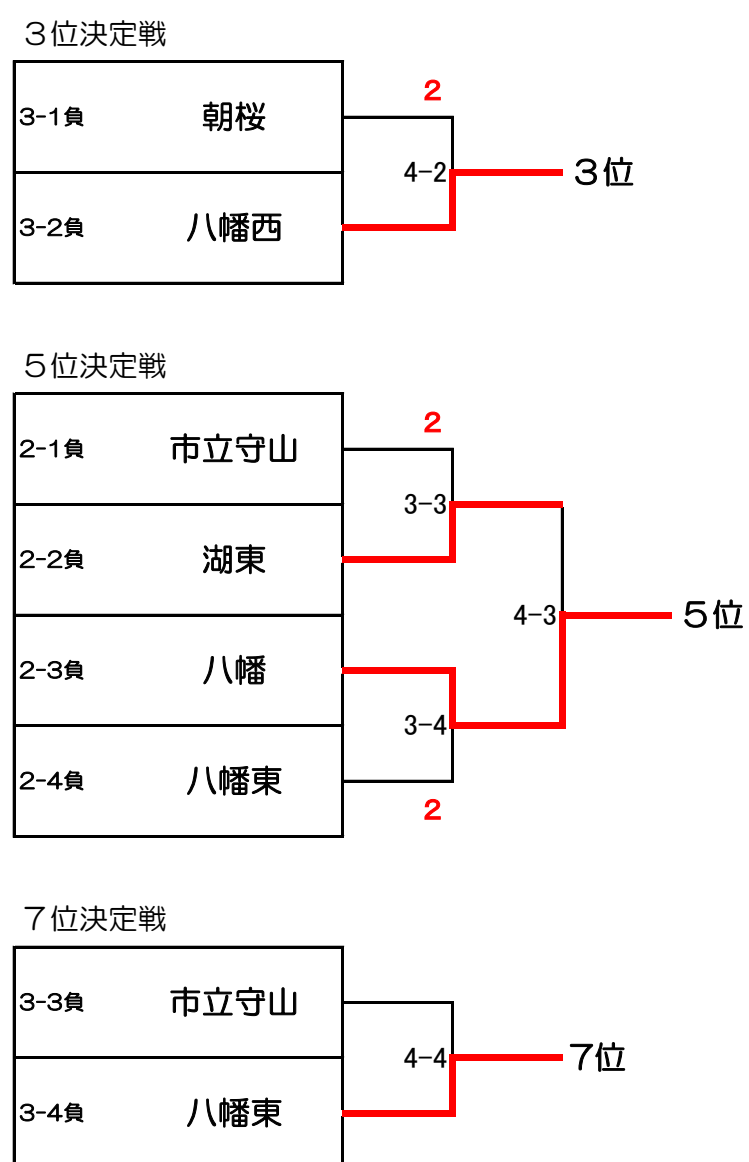 ３位決定戦
2
3-1負 朝桜
4-2 ３位
3-2負 八幡西
５位決定戦
2
2-1負 市立守山
3-3
2-2負 湖東
4-3 ５位
2-3負 八幡
3-4
2-4負 八幡東
2
７位決定戦
3-3負 市立守山
4-4 7位
3-4負 八幡東